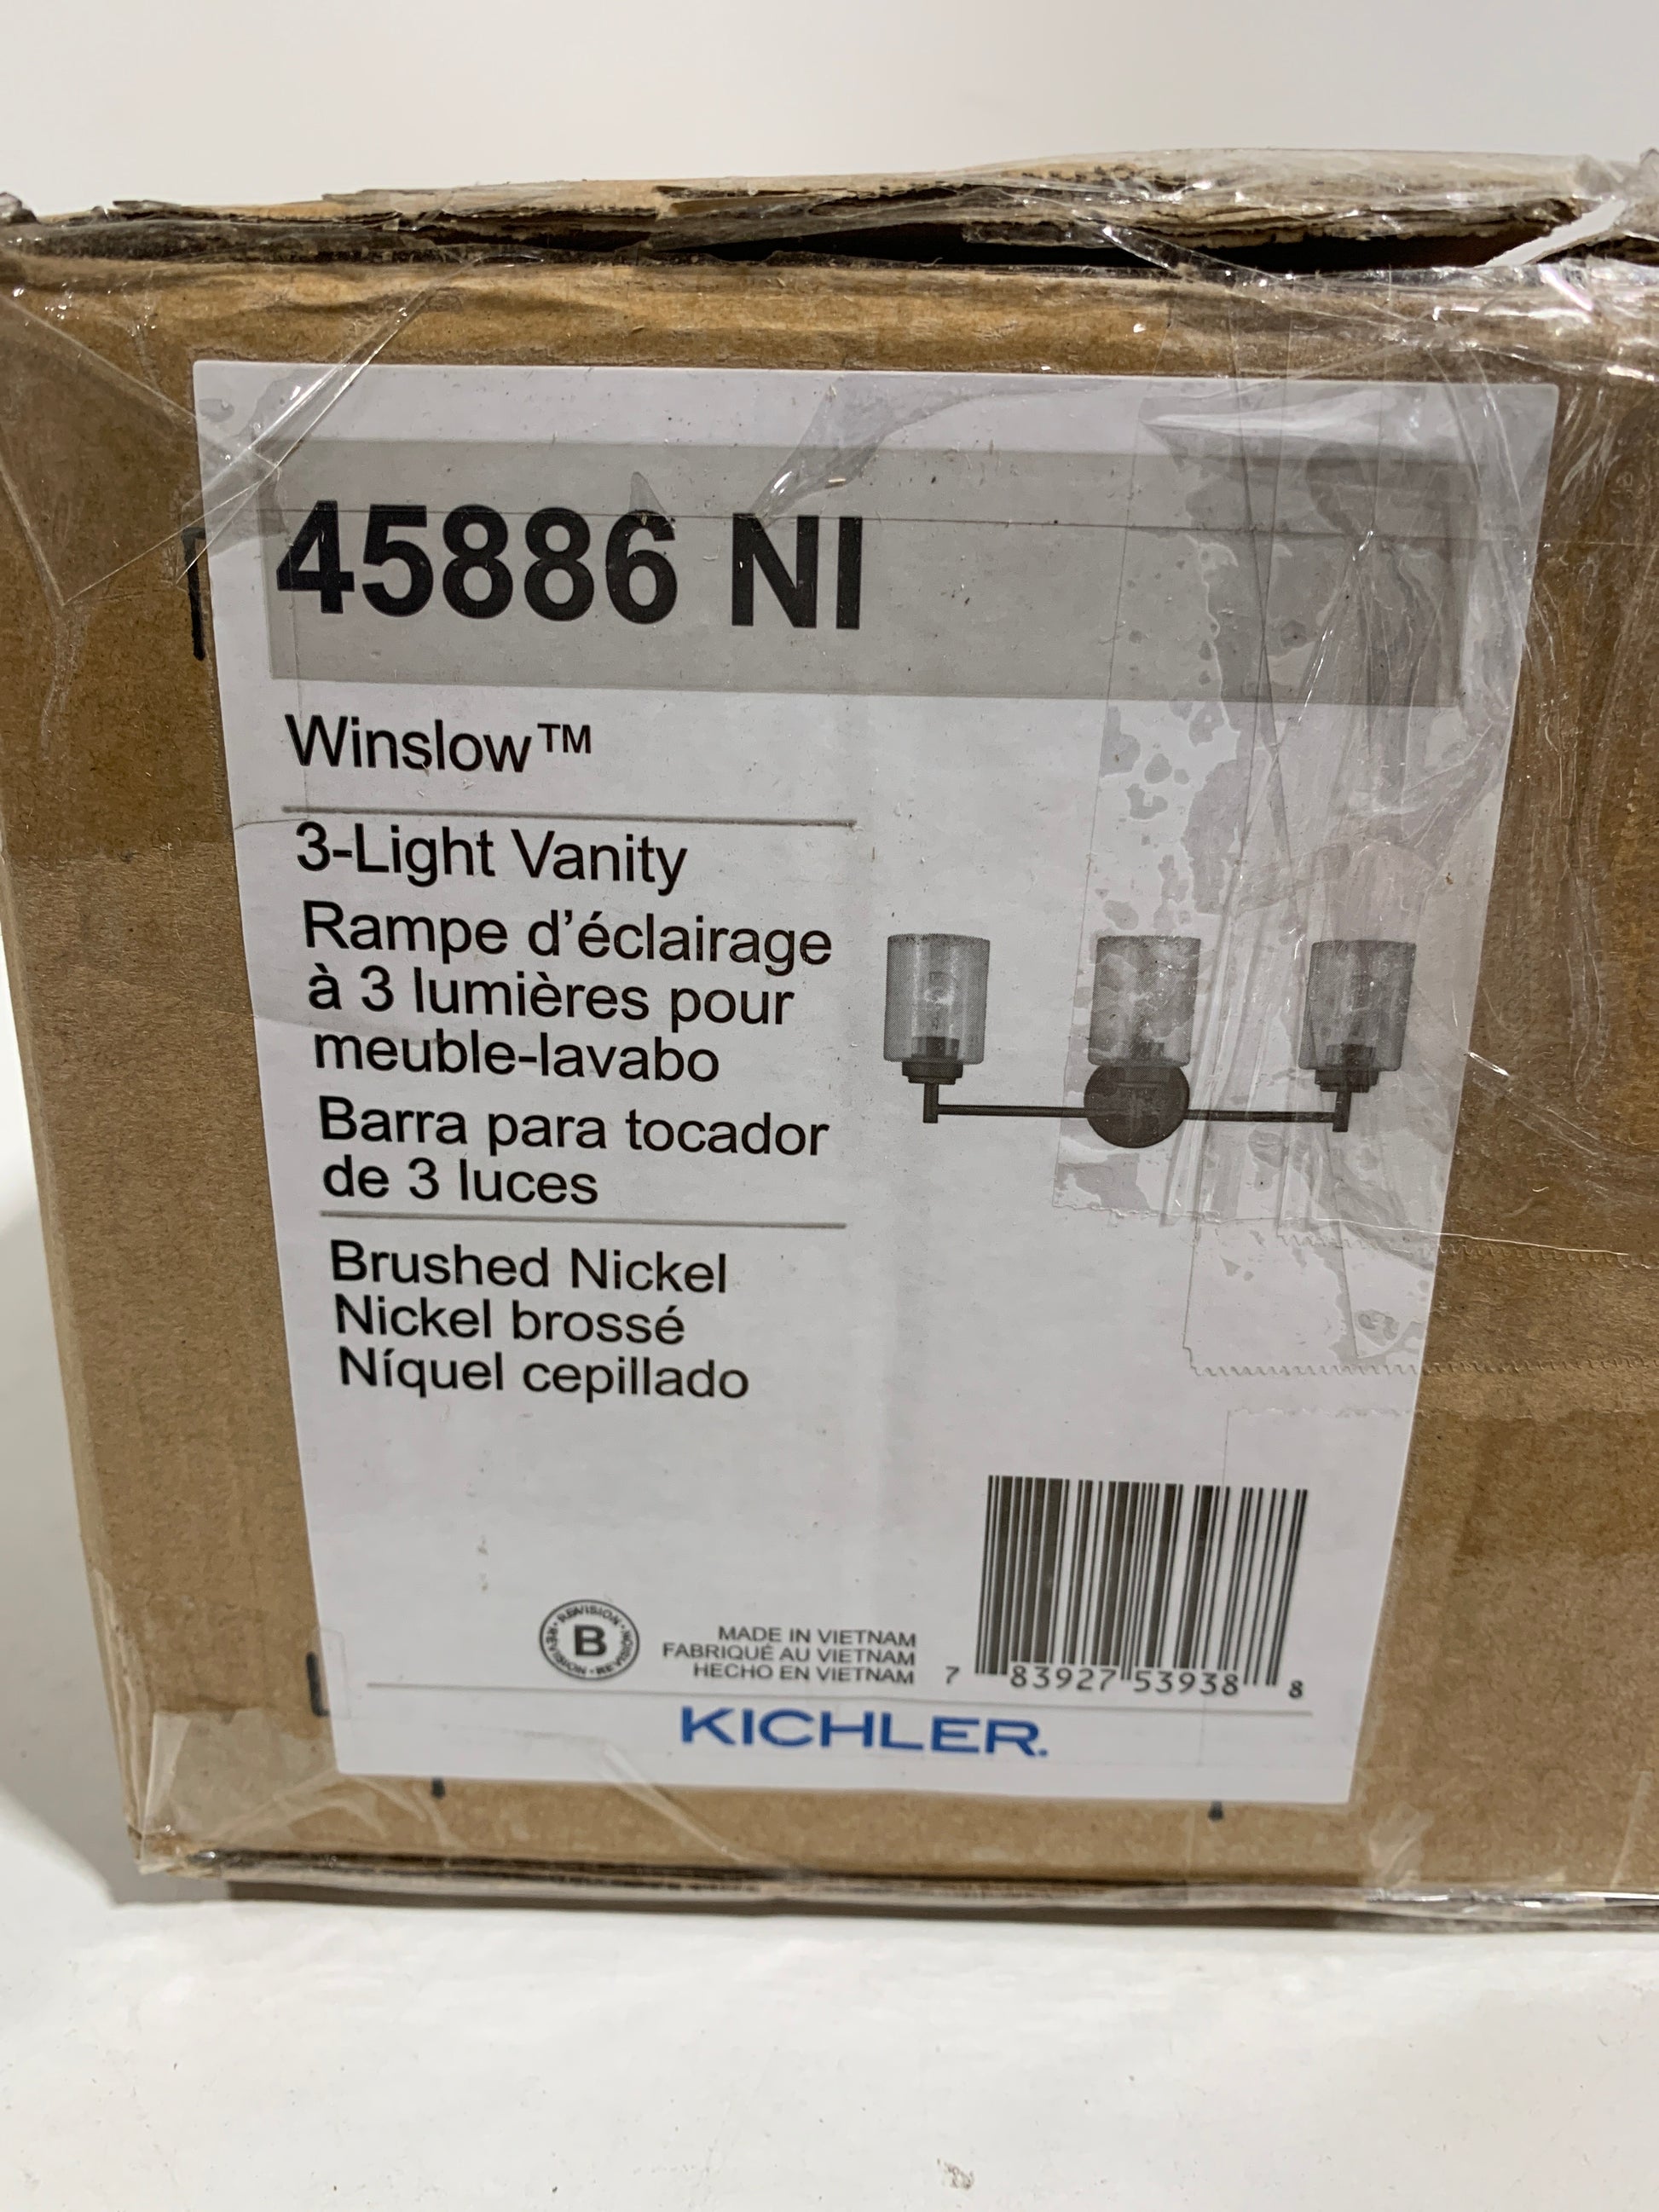 45886 NI
Winslow™
3-Light Vanity
Rampe d'éclairage
à 3 lumières pour
meuble-lavabo
Barra para tocador
de 3 luces
Brushed Nickel
Nickel brossé
Níquel cepillado
REVISION · REVISION · REVISION ·
B
MADE IN VIETNAM
FABRIQUÉ AU VIETNAM
HECHO EN VIETNAM
7 83927 53938 8
KICHLER.